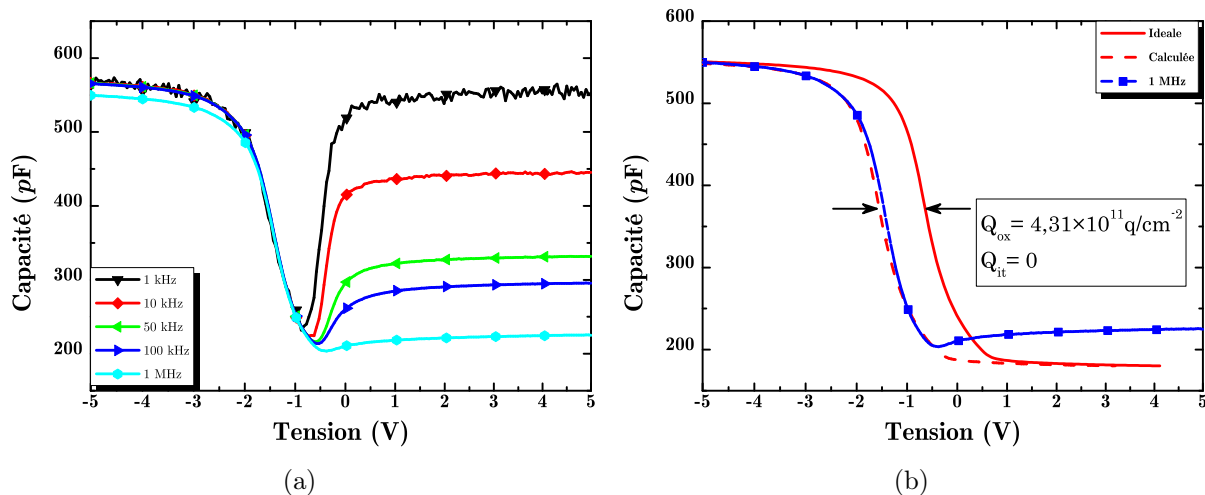 600
500
400
300
200
Capacité (pF)
-5 -4 -3 -2 -1 0 1 2 3 4 5
Tension (V)
1 kHz
10 kHz
50 kHz
100 kHz
1 MHz
(a)
600
500
400
300
200
Capacité (pF)
-5 -4 -3 -2 -1 0 1 2 3 4 5
Tension (V)
Ideale
Calculée
1 MHz
Qox= 4,31×10^11q/cm^-2
Qit= 0
(b)